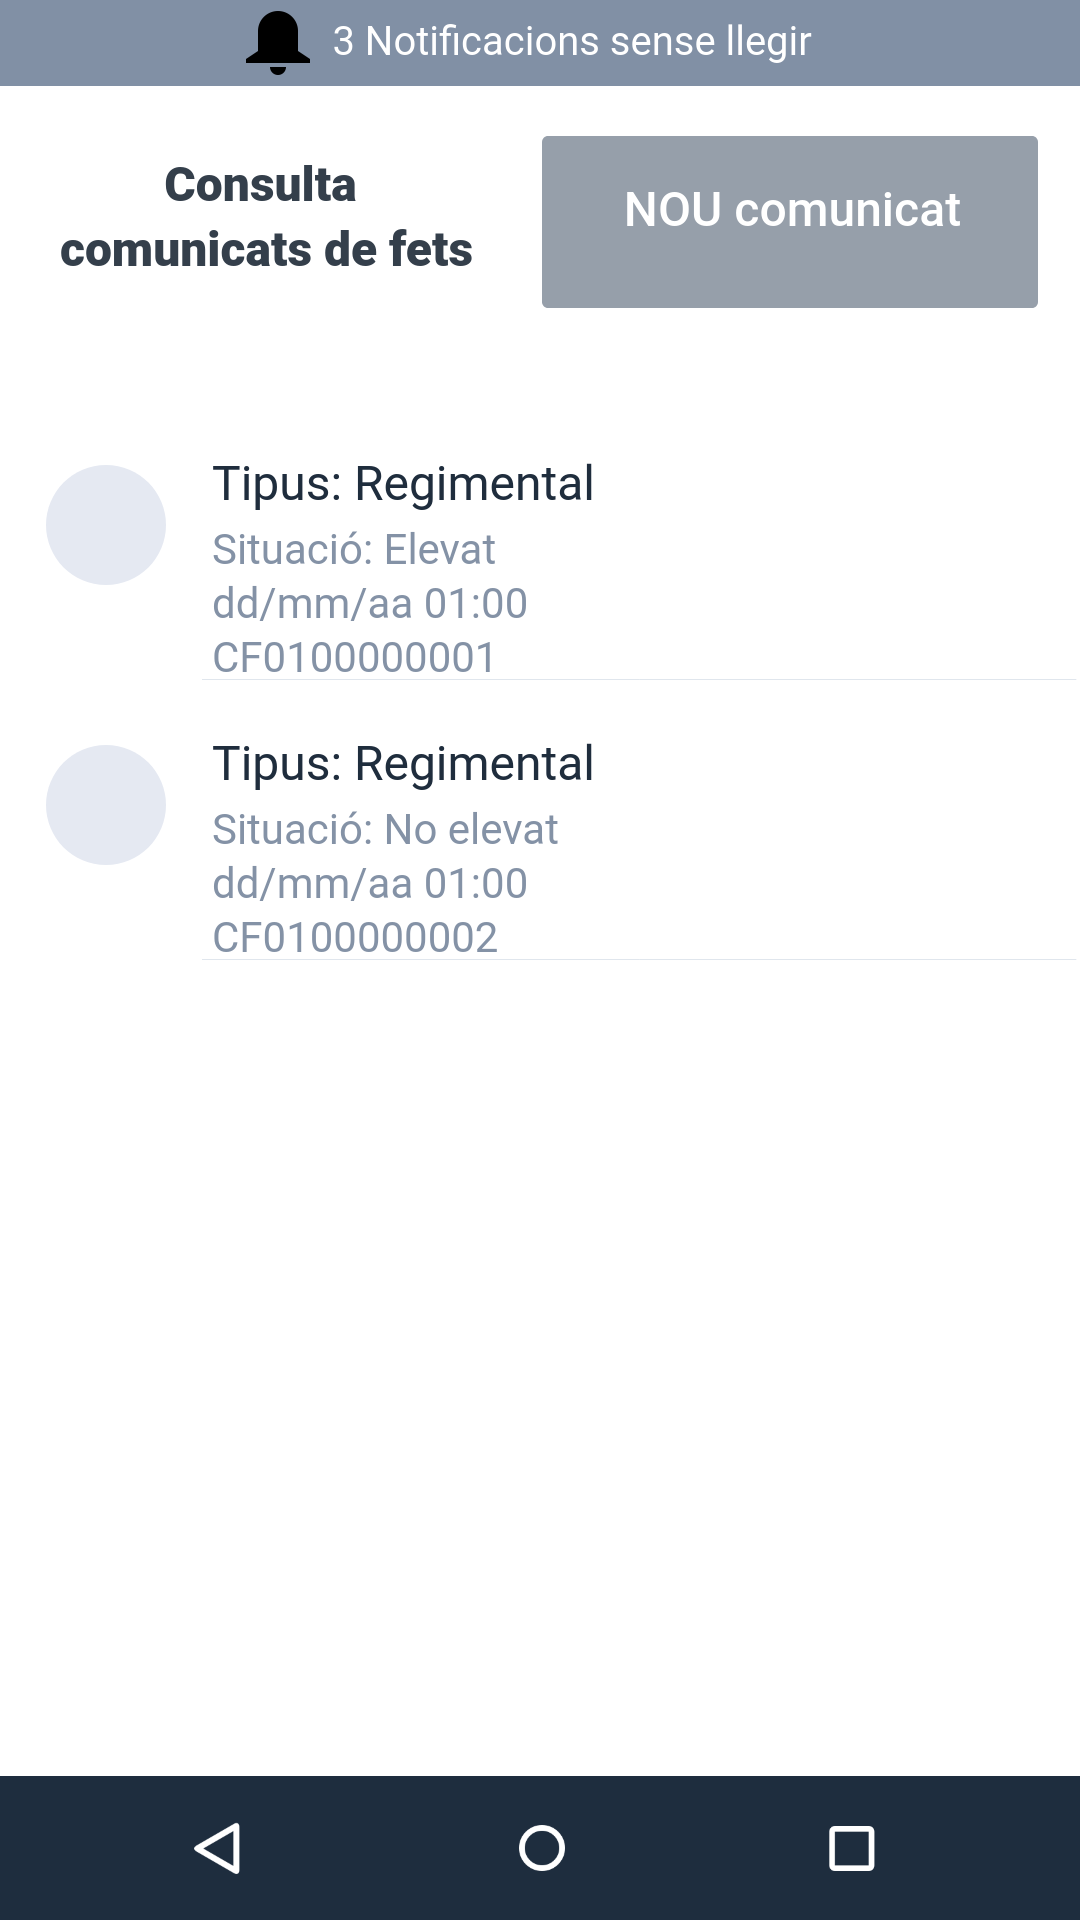 3 Notificacions sense llegir
Consulta
comunicats de fets
NOU comunicat
Tipus: Regimental
Situació: Elevat
dd/mm/aa 01:00
CF0100000001
Tipus: Regimental
Situació: No elevat
dd/mm/aa 01:00
CF0100000002